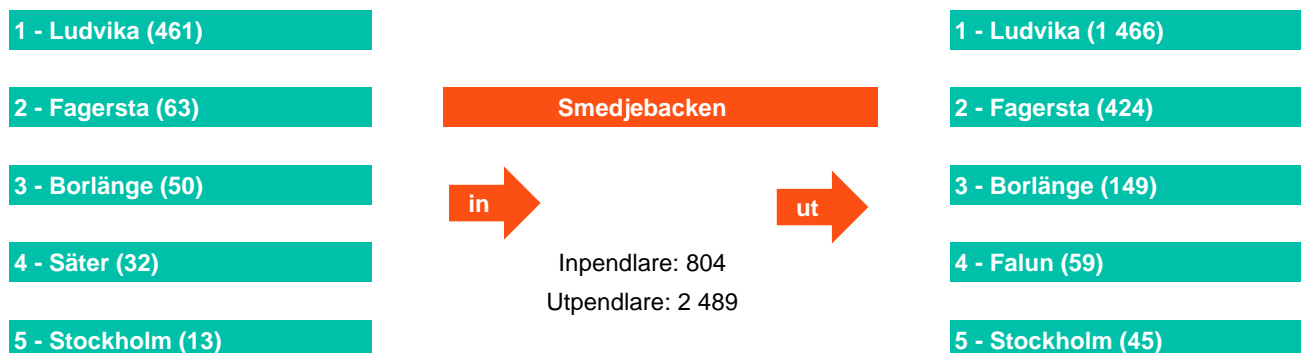 1 - Ludvika (461)
2 - Fagersta (63)
3 - Borlänge (50)
4 - Säter (32)
5 - Stockholm (13)
Smedjebacken
in
ut
Inpendlare: 804
Utpendlare: 2 489
1 - Ludvika (1 466)
2 - Fagersta (424)
3 - Borlänge (149)
4 - Falun (59)
5 - Stockholm (45)